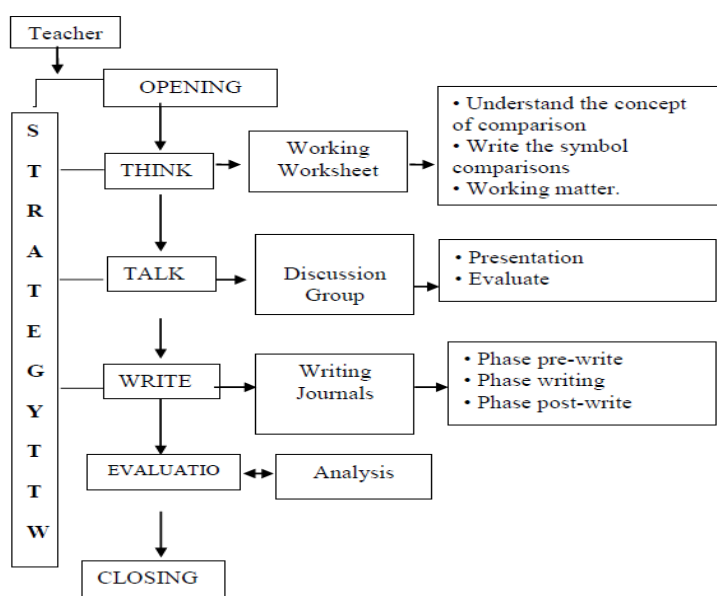 Teacher
OPENING
S
T
R
A
T
E
G
Y
T
T
W
THINK
Working
Worksheet
• Understand the concept
of comparison
• Write the symbol
comparisons
• Working matter.
TALK
Discussion
Group
• Presentation
• Evaluate
WRITE
Writing
Journals
• Phase pre-write
• Phase writing
• Phase post-write
EVALUATIO
Analysis
CLOSING